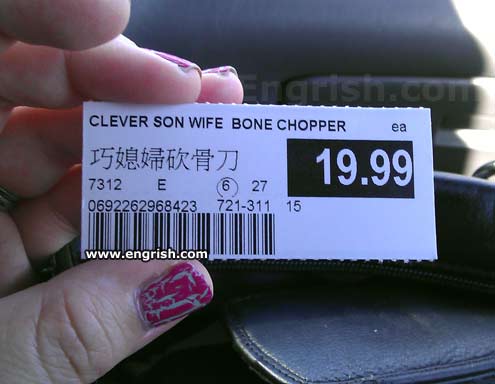 Engrish.com
CLEVER SON WIFE BONE CHOPPER ea
巧媳婦砍骨刀
19.99
7312 E 6 27
0692262968423 721-311 15
www.engrish.com